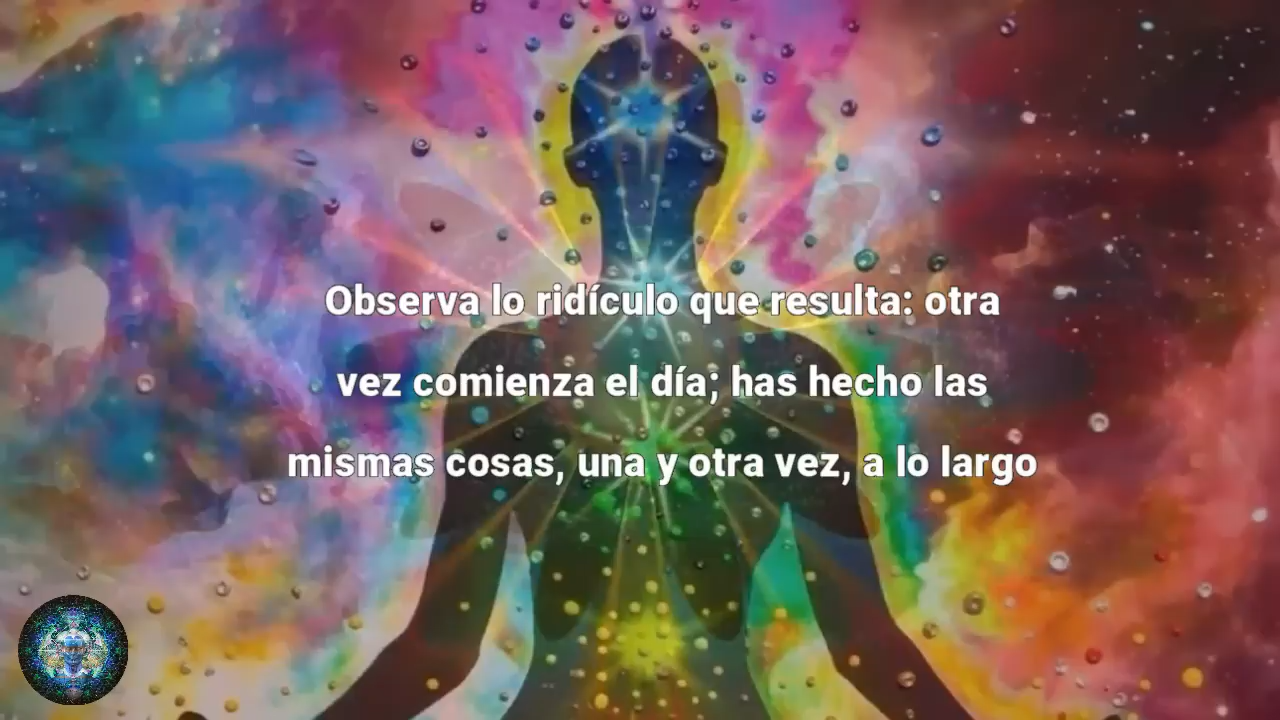 Observa lo ridículo que resulta: otra
vez comienza el día; has hecho las
mismas cosas, una y otra vez, a lo largo